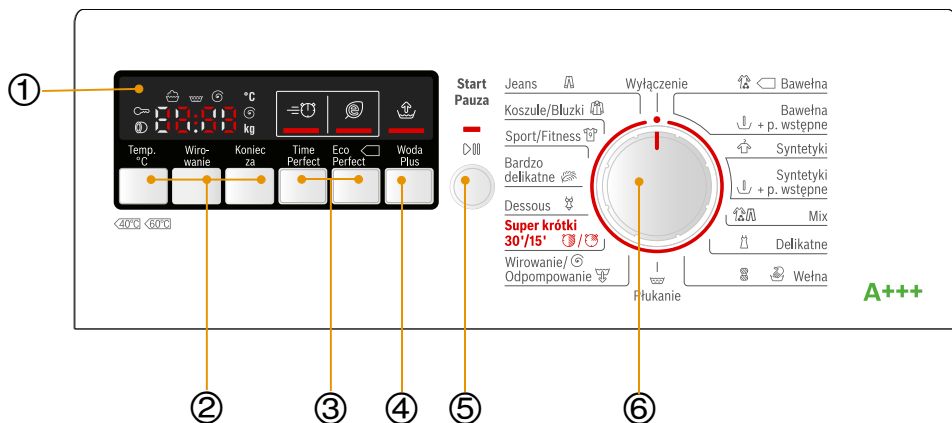 ①
°C
kg
Temp.
°C
Wiro-
wanie
Koniec
za
Time
Perfect
Eco
Perfect
Woda
Plus
40°C 60°C
Start
Pauza
Jeans
Koszule/Bluzki
Sport/Fitness
Bardzo
delikatne
Dessous
Super krótki
30'/15'
/
Wirowanie/
Odpompowanie
Wyłączenie
Płukanie
Bawełna
Bawełna
+ p. wstępne
Syntetyki
Syntetyki
+ p. wstępne
Mix
Delikatne
Wełna
A+++
② ③ ④ ⑤ ⑥